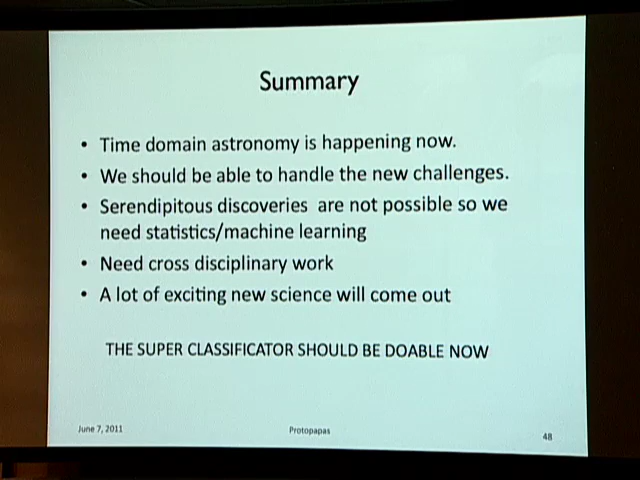 Summary
• Time domain astronomy is happening now.
• We should be able to handle the new challenges.
• Serendipitous discoveries are not possible so we
need statistics/machine learning
• Need cross disciplinary work
• A lot of exciting new science will come out
THE SUPER CLASSIFICATOR SHOULD BE DOABLE NOW
June 7, 2011
Protopapas
48